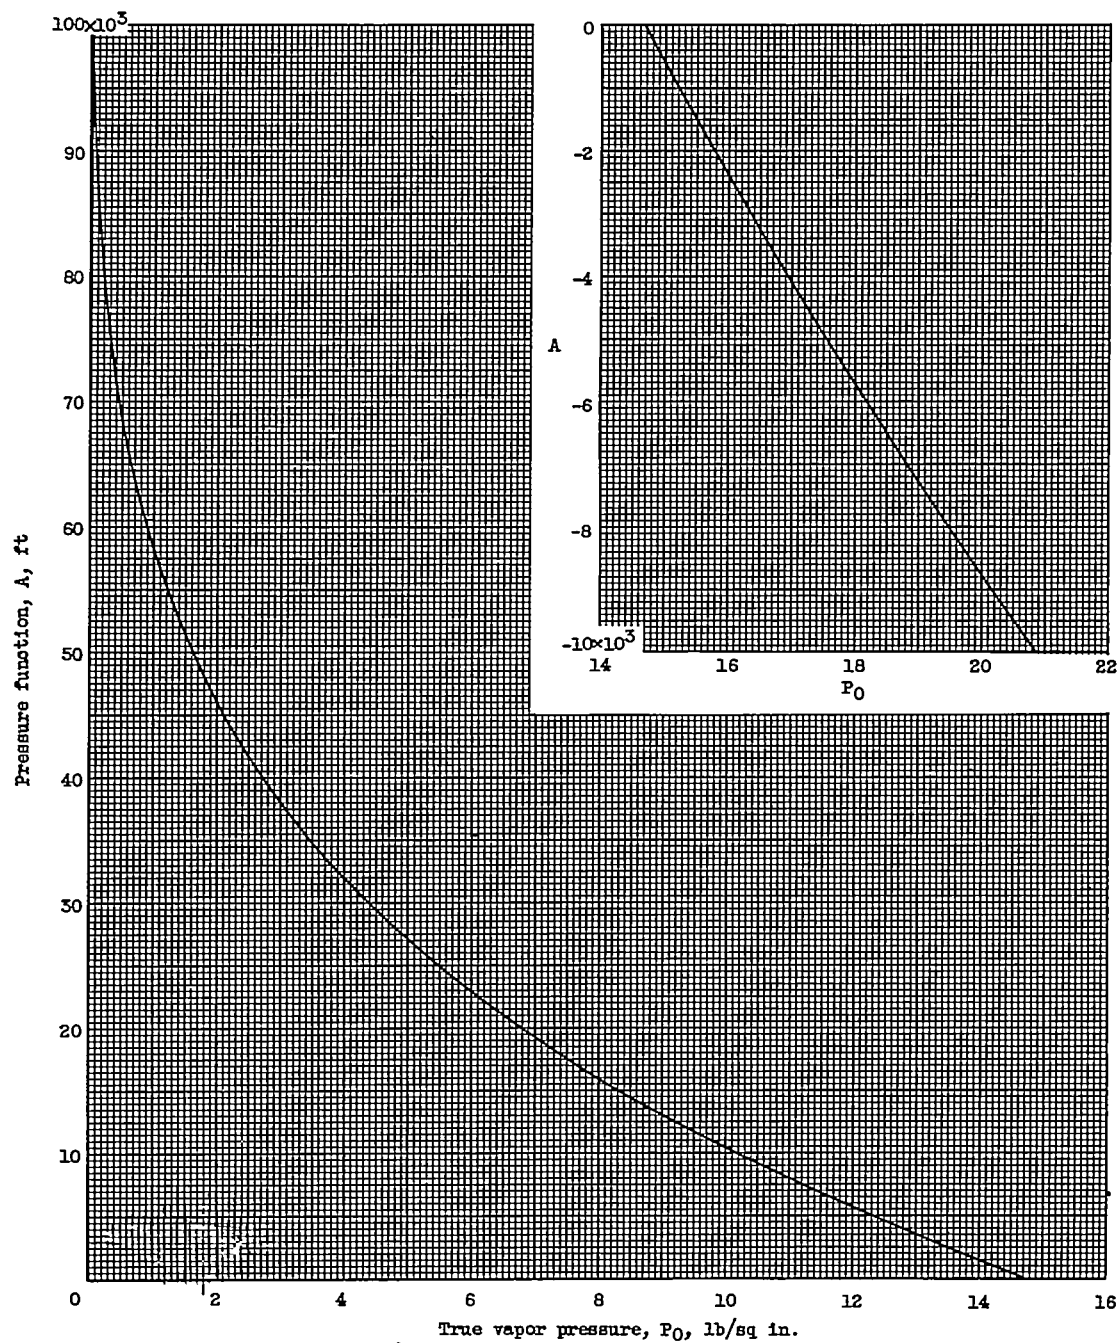 100×10³
90
80
70
60
50
40
30
20
10
Pressure function, A, ft
0 2 4 6 8 10 12 14 16
True vapor pressure, P₀, lb/sq in.
0
-2
-4
-6
-8
-10×10³
A
14 16 18 20 22
P₀